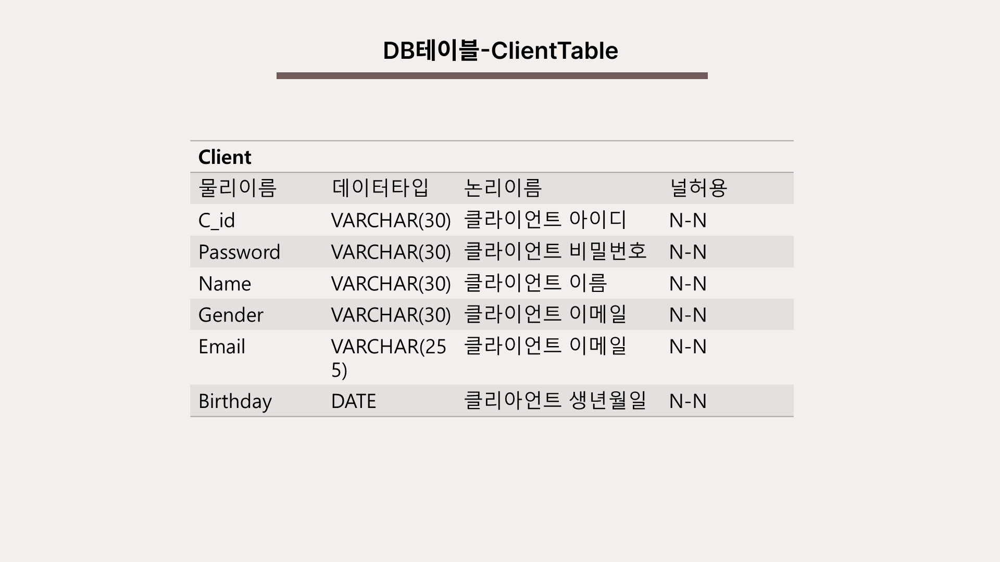 DB테이블-ClientTable
Client
물리이름 데이터타입 논리이름 널허용
C_id VARCHAR(30) 클라이언트 아이디 N-N
Password VARCHAR(30) 클라이언트 비밀번호 N-N
Name VARCHAR(30) 클라이언트 이름 N-N
Gender VARCHAR(30) 클라이언트 이메일 N-N
Email VARCHAR(25 클라이언트 이메일 N-N
5)
Birthday DATE 클리아언트 생년월일 N-N